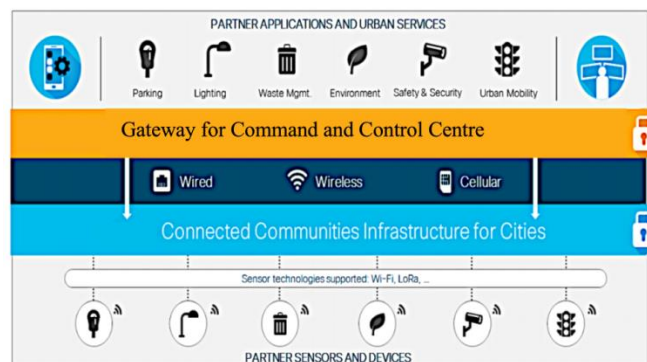 PARTNER APPLICATIONS AND URBAN SERVICES
Parking Lighting Waste Mgmt. Environment Safety & Security Urban Mobility
Gateway for Command and Control Centre
Wired Wireless Cellular
Connected Communities Infrastructure for Cities
Sensor technologies supported: Wi-Fi, LoRa, ...
PARTNER SENSORS AND DEVICES